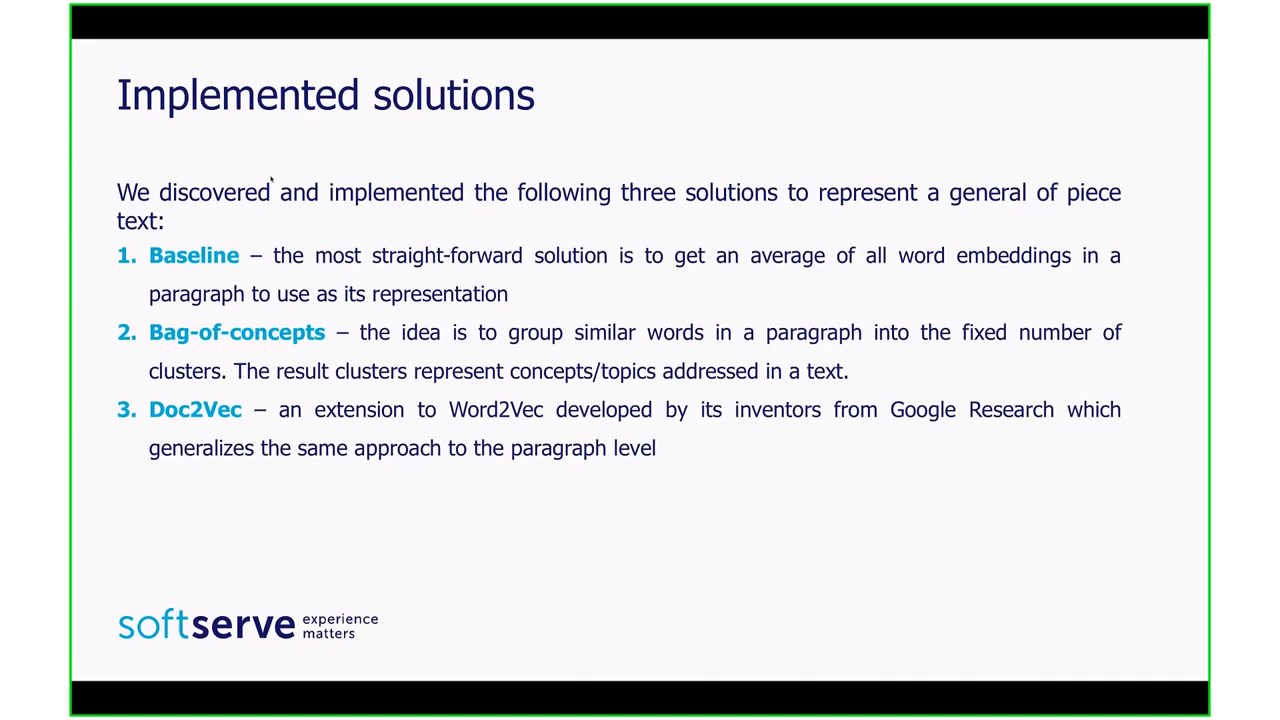 Implemented solutions
We discovered and implemented the following three solutions to represent a general of piece
text:
1. Baseline – the most straight-forward solution is to get an average of all word embeddings in a
paragraph to use as its representation
2. Bag-of-concepts – the idea is to group similar words in a paragraph into the fixed number of
clusters. The result clusters represent concepts/topics addressed in a text.
3. Doc2Vec – an extension to Word2Vec developed by its inventors from Google Research which
generalizes the same approach to the paragraph level
softserve experience
matters